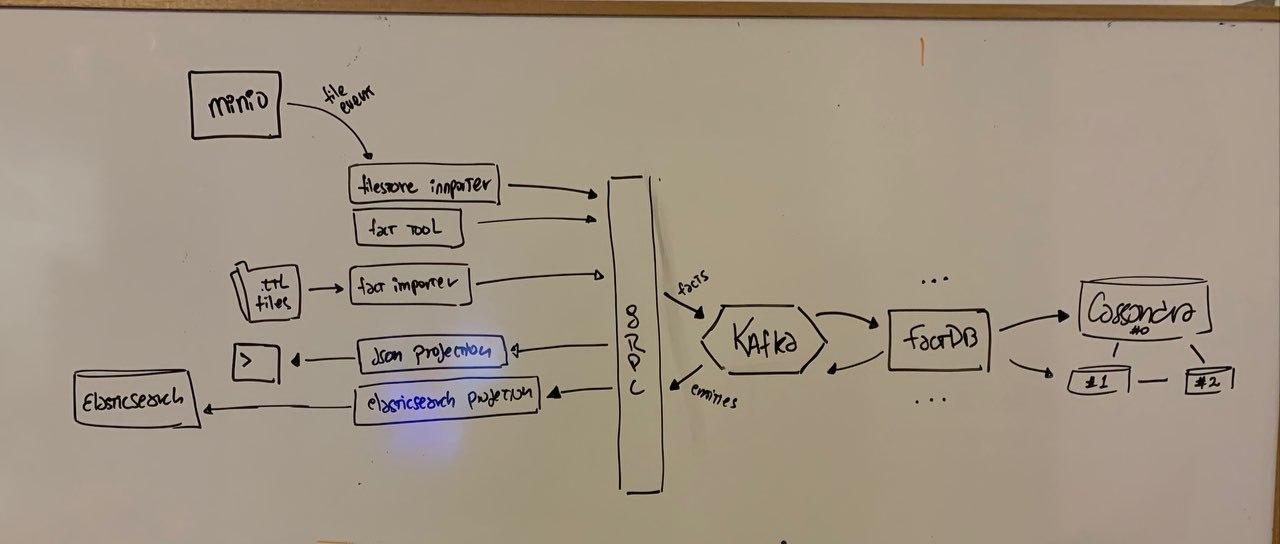 minio
file
event
filestore importer
fact TOOL
.TTL
files
fact importer
>
Json projection
Elasticsearch
elasticsearch projection
gRPC
facts
entities
Kafka
...
factDB
...
Cassandra
#0
#1
#2